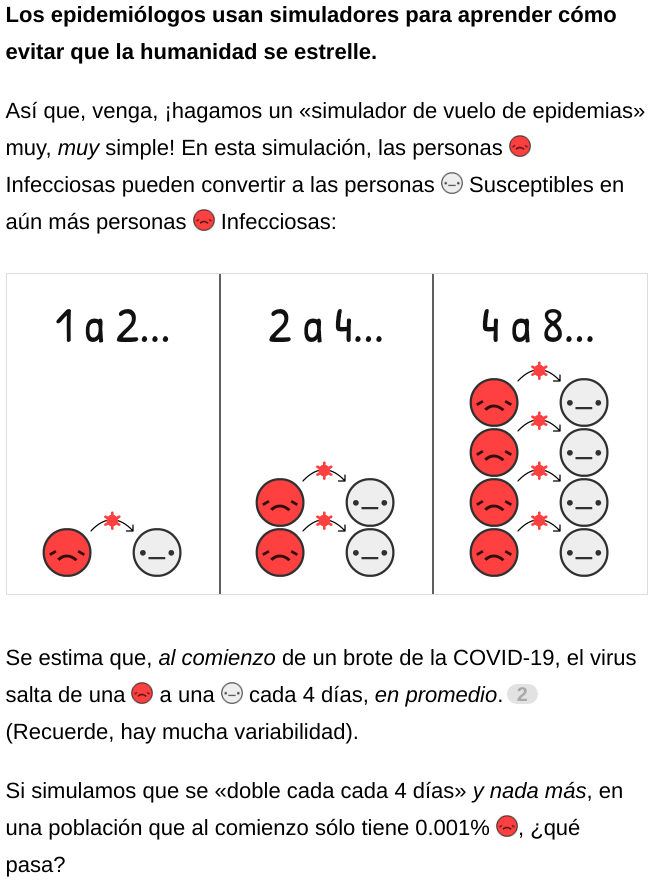 Los epidemiólogos usan simuladores para aprender cómo
evitar que la humanidad se estrelle.
Así que, venga, ¡hagamos un «simulador de vuelo de epidemias»
muy, muy simple! En esta simulación, las personas
Infecciosas pueden convertir a las personas Susceptibles en
aún más personas Infecciosas:
1 a 2...
2 a 4...
4 a 8...
Se estima que, al comienzo de un brote de la COVID-19, el virus
salta de una a una cada 4 días, en promedio. 2
(Recuerde, hay mucha variabilidad).
Si simulamos que se «doble cada cada 4 días» y nada más, en
una población que al comienzo sólo tiene 0.001% , ¿qué
pasa?